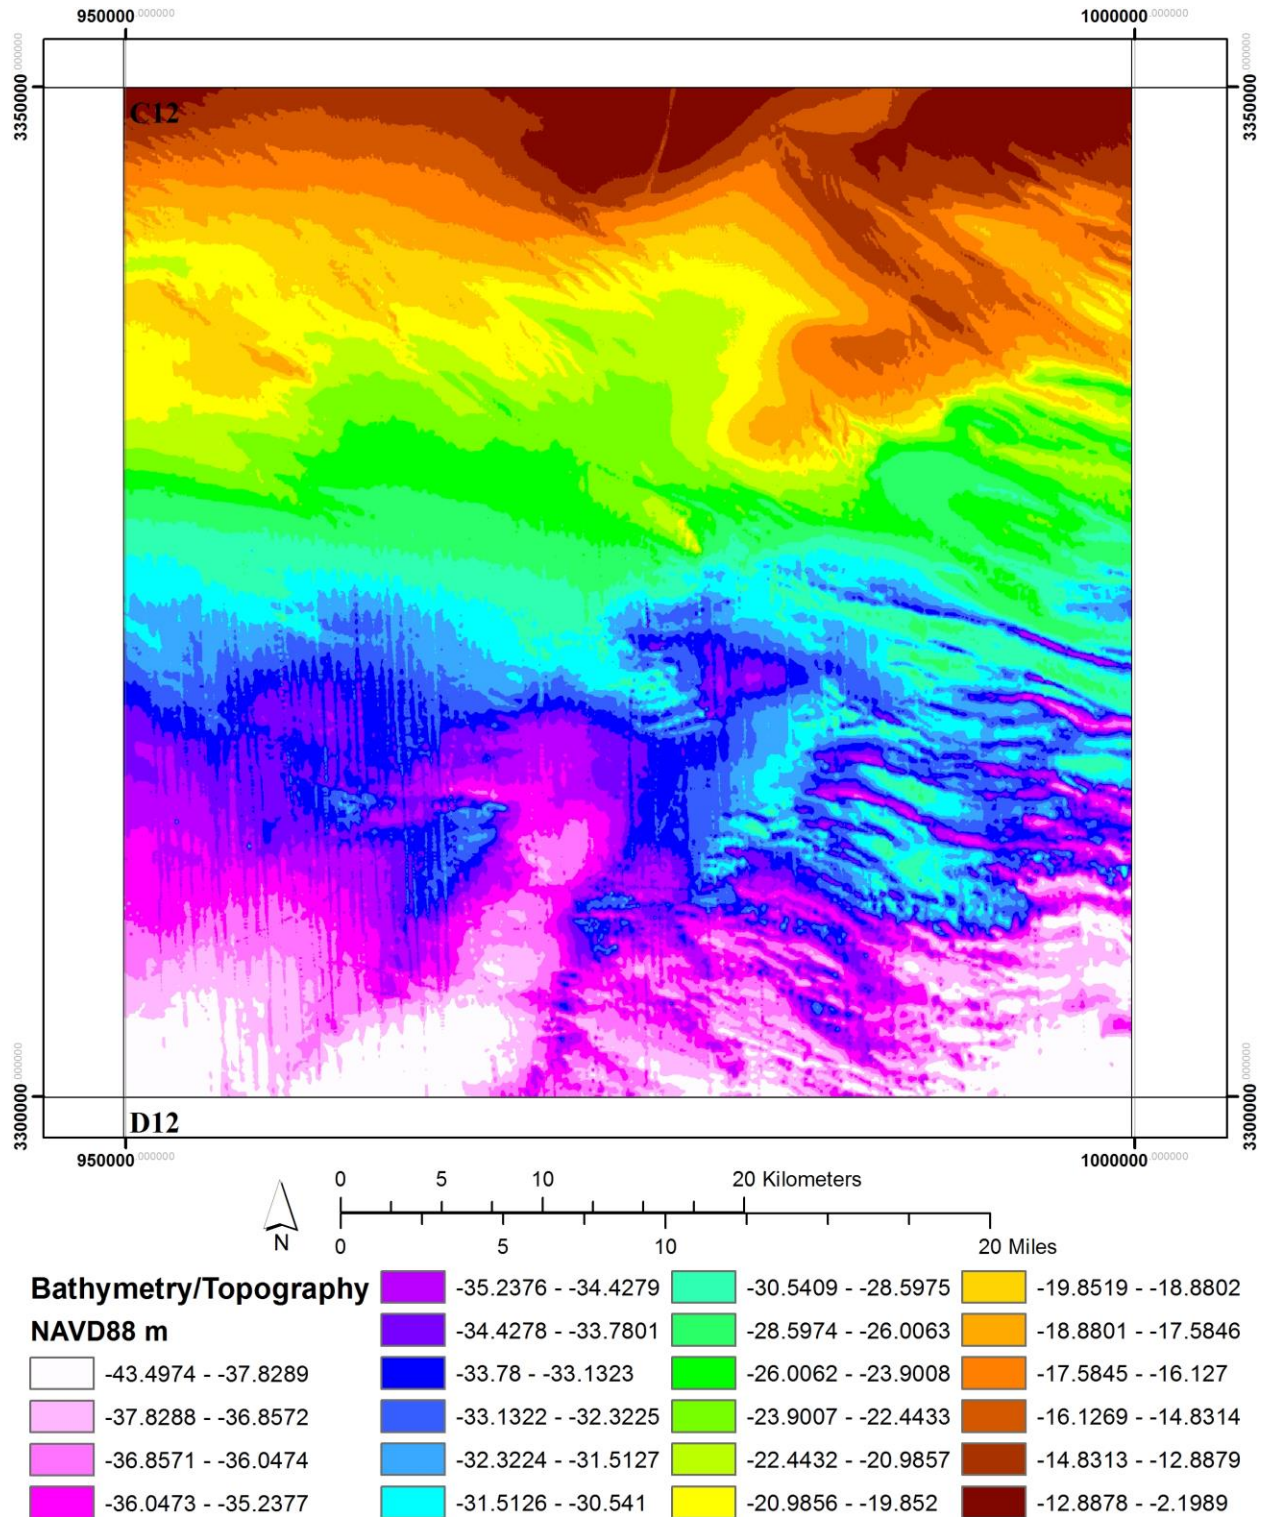 950000.000000 1000000.000000
3350000.000000 3350000.000000
C12
3300000.000000 3300000.000000
D12
950000.000000 1000000.000000
0 5 10 20 Kilometers
N
0 5 10 20 Miles
Bathymetry/Topography
NAVD88 m
-43.4974 - -37.8289
-37.8288 - -36.8572
-36.8571 - -36.0474
-36.0473 - -35.2377
-35.2376 - -34.4279
-34.4278 - -33.7801
-33.78 - -33.1323
-33.1322 - -32.3225
-32.3224 - -31.5127
-31.5126 - -30.541
-30.5409 - -28.5975
-28.5974 - -26.0063
-26.0062 - -23.9008
-23.9007 - -22.4433
-22.4432 - -20.9857
-20.9856 - -19.852
-19.8519 - -18.8802
-18.8801 - -17.5846
-17.5845 - -16.127
-16.1269 - -14.8314
-14.8313 - -12.8879
-12.8878 - -2.1989